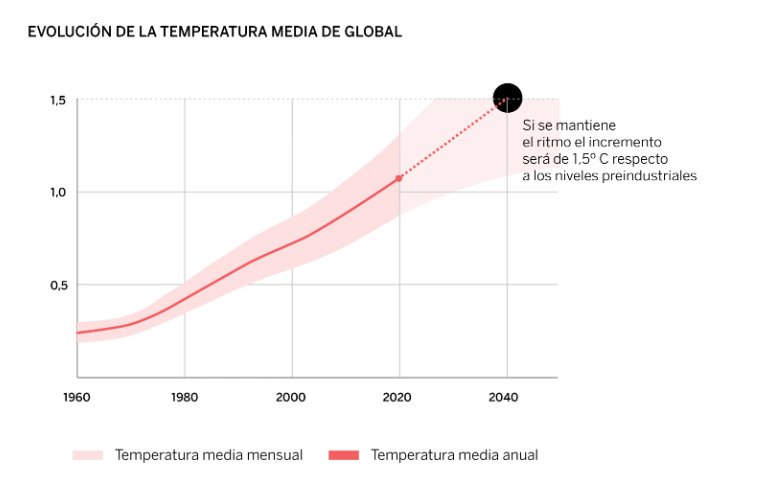 EVOLUCIÓN DE LA TEMPERATURA MEDIA DE GLOBAL
1,5
Si se mantiene
el ritmo el incremento
será de 1,5º C respecto
a los niveles preindustriales
1,0
0,5
1960 1980 2000 2020 2040
Temperatura media mensual Temperatura media anual